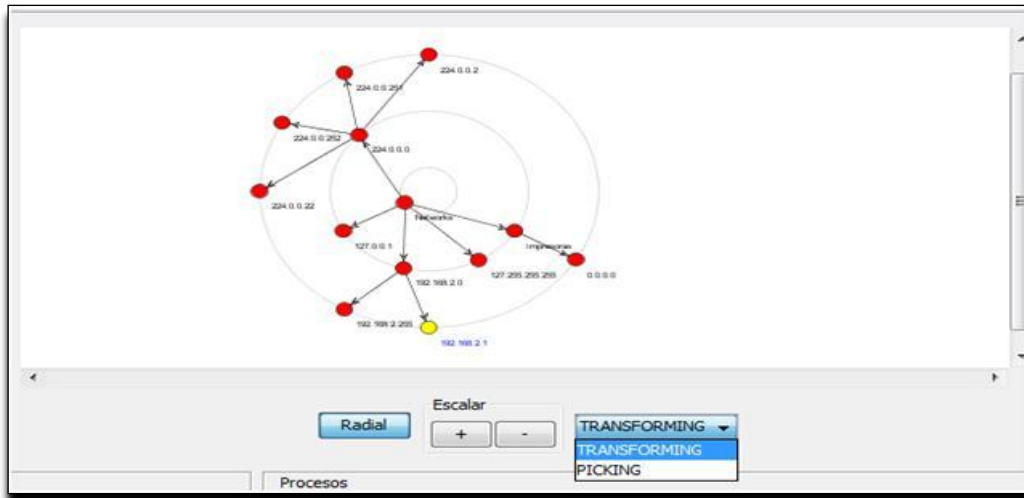 224.0.0.2
224.0.0.251
224.0.0.252
224.0.0.0
224.0.0.22
Networks
127.0.0.1
Impresoras
192.168.2.0
127.255.255.255
0.0.0.0
192.168.2.255
192.168.2.1
Escalar
Radial
+
-
TRANSFORMING
TRANSFORMING
PICKING
Procesos